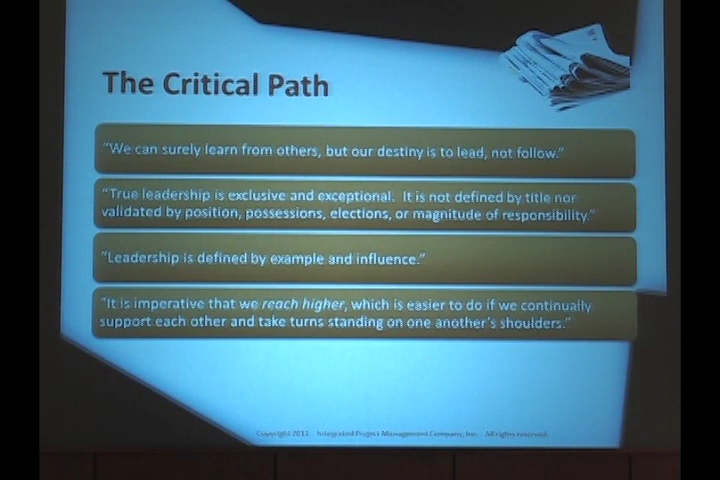 The Critical Path
“We can surely learn from others, but our destiny is to lead, not follow.”
“True leadership is exclusive and exceptional.  It is not defined by title nor
validated by position, possessions, elections, or magnitude of responsibility.”
“Leadership is defined by example and influence.”
“It is imperative that we reach higher, which is easier to do if we continually
support each other and take turns standing on one another’s shoulders.”
Copyright 2011   Integrated Project Management Company, Inc.   All rights reserved.